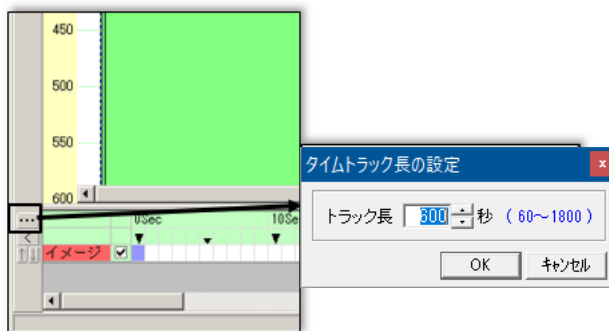 450
500
550
600
...
0Sec
10Se
<
↑↓ イメージ
タイムトラック長の設定
x
トラック長 600 秒 (60～1800)
OK キャンセル